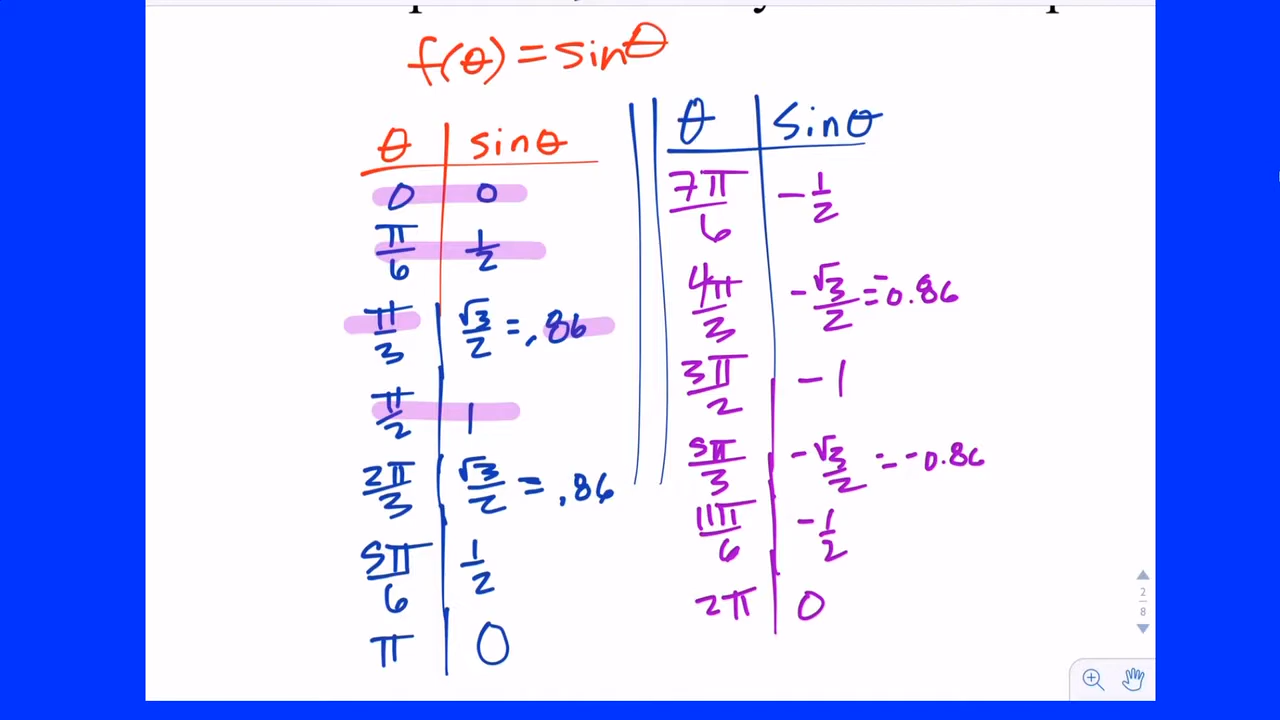 f(θ) = sinθ
θ | sinθ
0 | 0
π/6 | 1/2
π/3 | √3/2 = .86
π/2 | 1
2π/3 | √3/2 = .86
5π/6 | 1/2
π | 0
θ | sinθ
7π/6 | -1/2
4π/3 | -√3/2 = -0.86
3π/2 | -1
5π/3 | -√3/2 = -0.86
11π/6 | -1/2
2π | 0
2
8